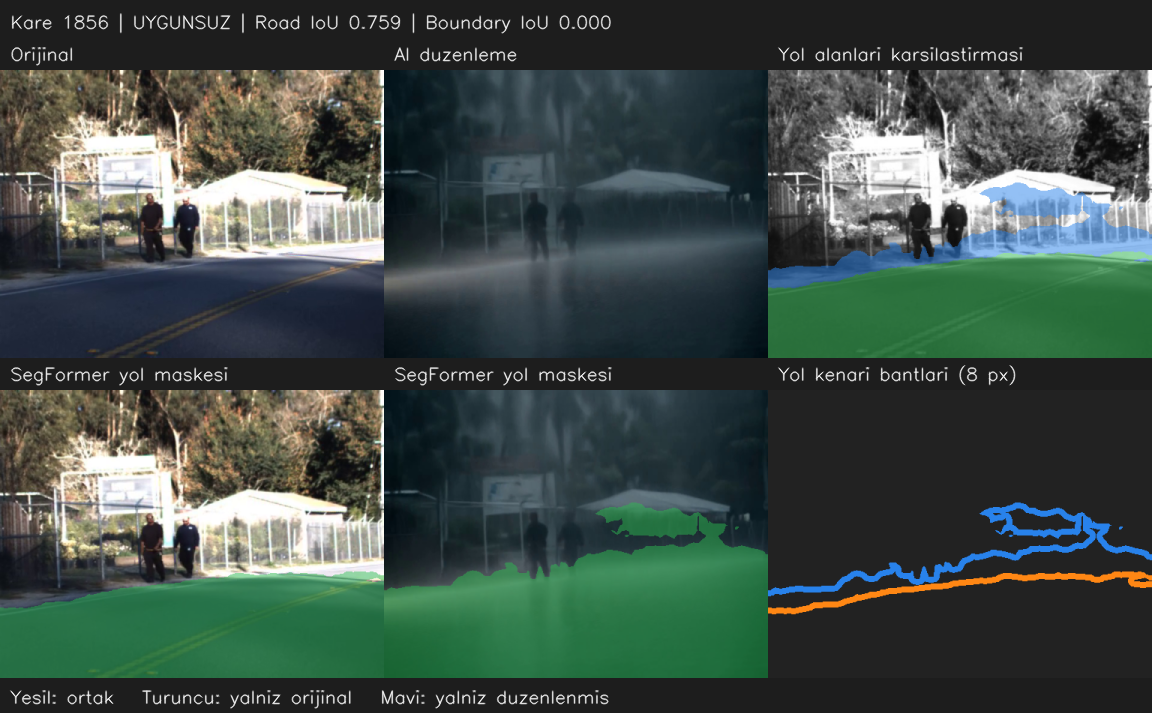 Kare 1856 | UYGUNSUZ | Road IoU 0.759 | Boundary IoU 0.000
Orijinal
AI duzenleme
Yol alanlari karsilastirmasi
SegFormer yol maskesi
SegFormer yol maskesi
Yol kenari bantlari (8 px)
Yesil: ortak Turuncu: yalniz orijinal Mavi: yalniz duzenlenmis